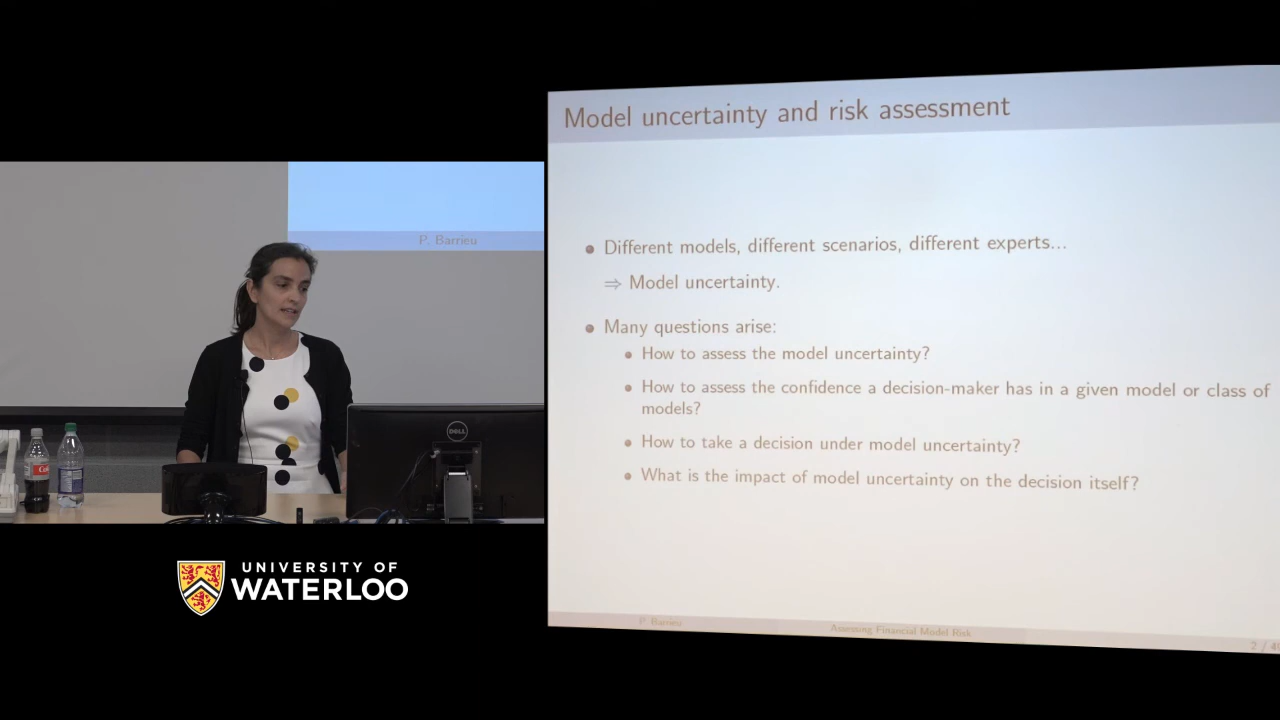 Model uncertainty and risk assessment
Different models, different scenarios, different experts...
⇒ Model uncertainty.
Many questions arise:
How to assess the model uncertainty?
How to assess the confidence a decision-maker has in a given model or class of
models?
How to take a decision under model uncertainty?
What is the impact of model uncertainty on the decision itself?
P. Barrieu
Assessing Financial Model Risk
P. Barrieu
DELL
UNIVERSITY OF
WATERLOO